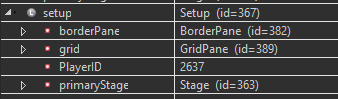 setup Setup (id=367)
borderPane BorderPane (id=382)
grid GridPane (id=389)
PlayerID 2637
primaryStage Stage (id=363)